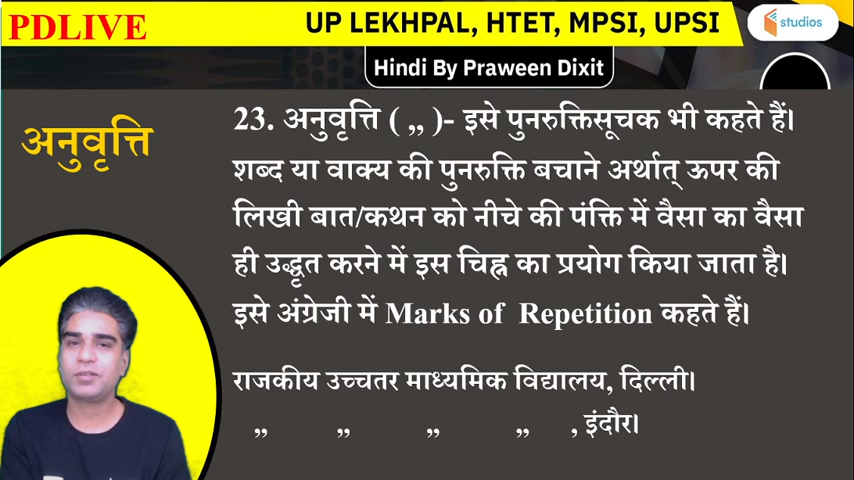 PDLIVE
UP LEKHPAL, HTET, MPSI, UPSI
studios
Hindi By Praween Dixit
अनुवृत्ति
23. अनुवृत्ति ( ,, )- इसे पुनरुक्तिसूचक भी कहते हैं।
शब्द या वाक्य की पुनरुक्ति बचाने अर्थात् ऊपर की
लिखी बात/कथन को नीचे की पंक्ति में वैसा का वैसा
ही उद्धृत करने में इस चिह्न का प्रयोग किया जाता है।
इसे अंग्रेजी में Marks of Repetition कहते हैं।
राजकीय उच्चतर माध्यमिक विद्यालय, दिल्ली।
,, ,, ,, ,, , इंदौर।